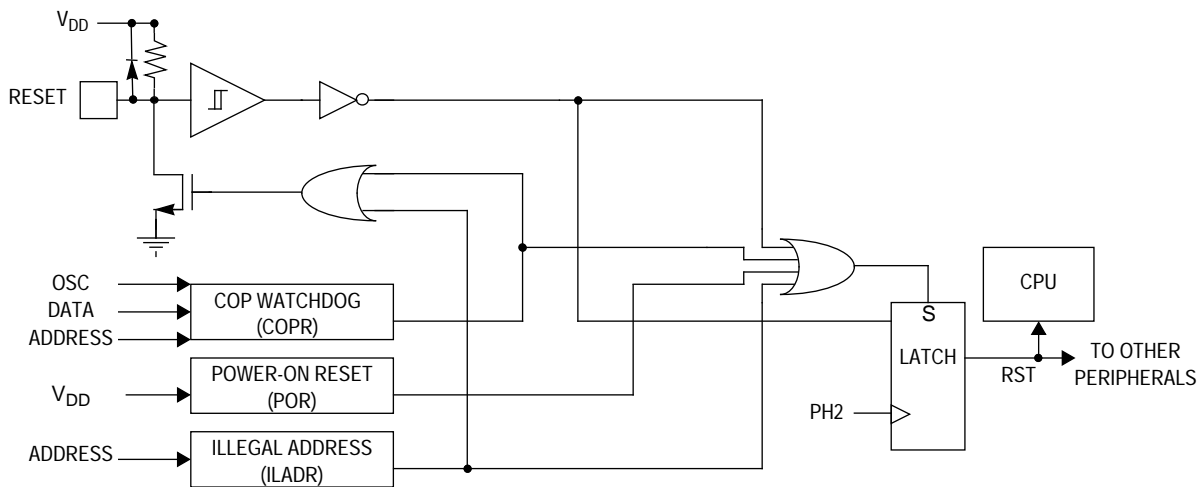 VDD
RESET
OSC
DATA
ADDRESS
COP WATCHDOG
(COPR)
S
CPU
LATCH
TO OTHER
PERIPHERALS
RST
VDD
POWER-ON RESET
(POR)
PH2
ADDRESS
ILLEGAL ADDRESS
(ILADR)